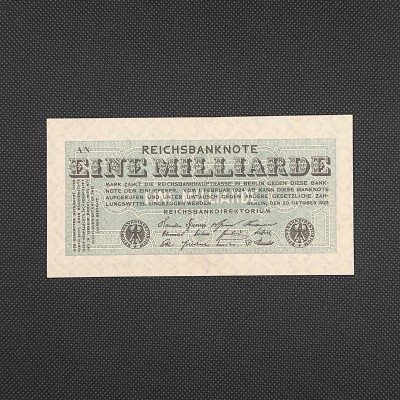 AN
REICHSBANKNOTE
EINE MILLIARDE
MARK ZAHLT DIE REICHSBANKHAUPTKASSE IN BERLIN GEGEN DIESE BANK-
NOTE DEM EINLIEFERER. VOM 1. FEBRUAR 1924 AB KANN DIESE BANKNOTE
AUFGERUFEN UND UNTER UMTAUSCH GEGEN ANDERE GESETZLICHE ZAH-
LUNGSMITTEL EINGEZOGEN WERDEN
BERLIN, DEN 20. OKTOBER 1923
REICHSBANKDIREKTORIUM